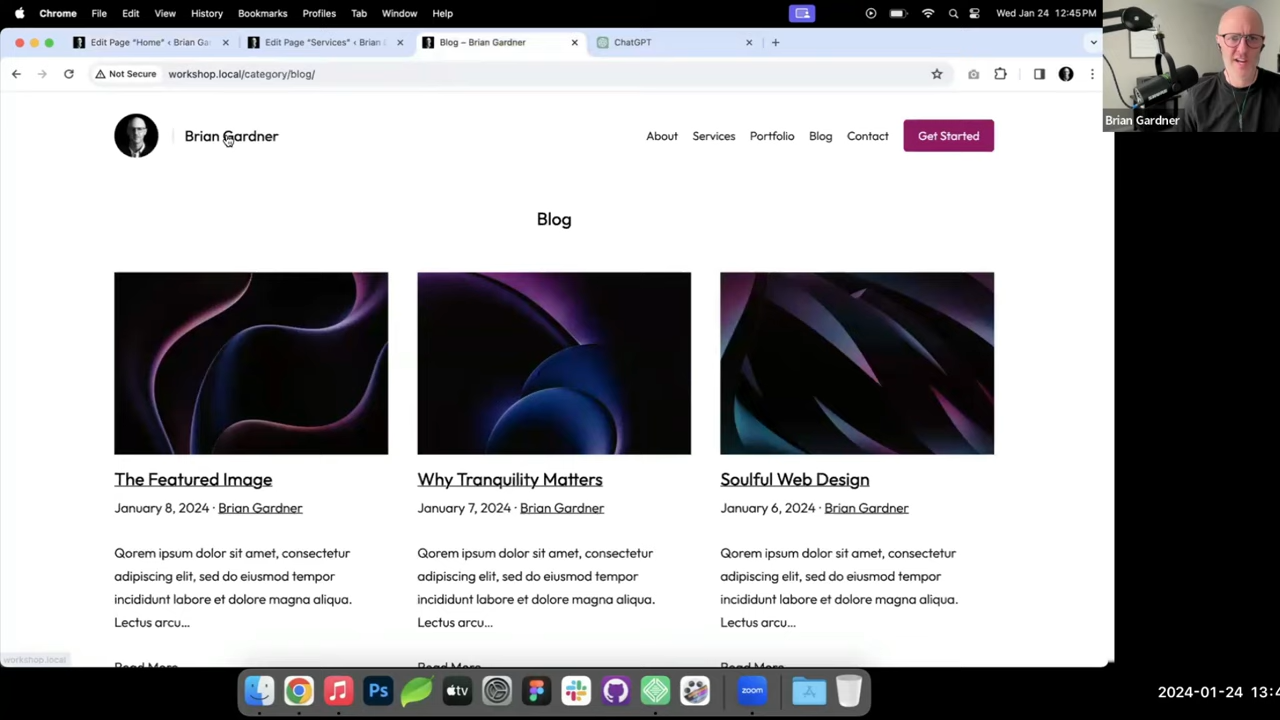 Chrome File Edit View History Bookmarks Profiles Tab Window Help
Wed Jan 24 12:45PM
Edit Page "Home" ‹ Brian Ga
Edit Page "Services" ‹ Brian
Blog – Brian Gardner
ChatGPT
Not Secure workshop.local/category/blog/
Brian Gardner
SHURE
Brian Gardner
About Services Portfolio Blog Contact Get Started
Blog
The Featured Image
January 8, 2024 · Brian Gardner
Qorem ipsum dolor sit amet, consectetur
adipiscing elit, sed do eiusmod tempor
incididunt labore et dolore magna aliqua.
Lectus arcu...
Read More
Why Tranquility Matters
January 7, 2024 · Brian Gardner
Qorem ipsum dolor sit amet, consectetur
adipiscing elit, sed do eiusmod tempor
incididunt labore et dolore magna aliqua.
Lectus arcu...
Read More
Soulful Web Design
January 6, 2024 · Brian Gardner
Qorem ipsum dolor sit amet, consectetur
adipiscing elit, sed do eiusmod tempor
incididunt labore et dolore magna aliqua.
Lectus arcu...
Read More
workshop.local
Ps
tv
zoom
2024-01-24 13:4